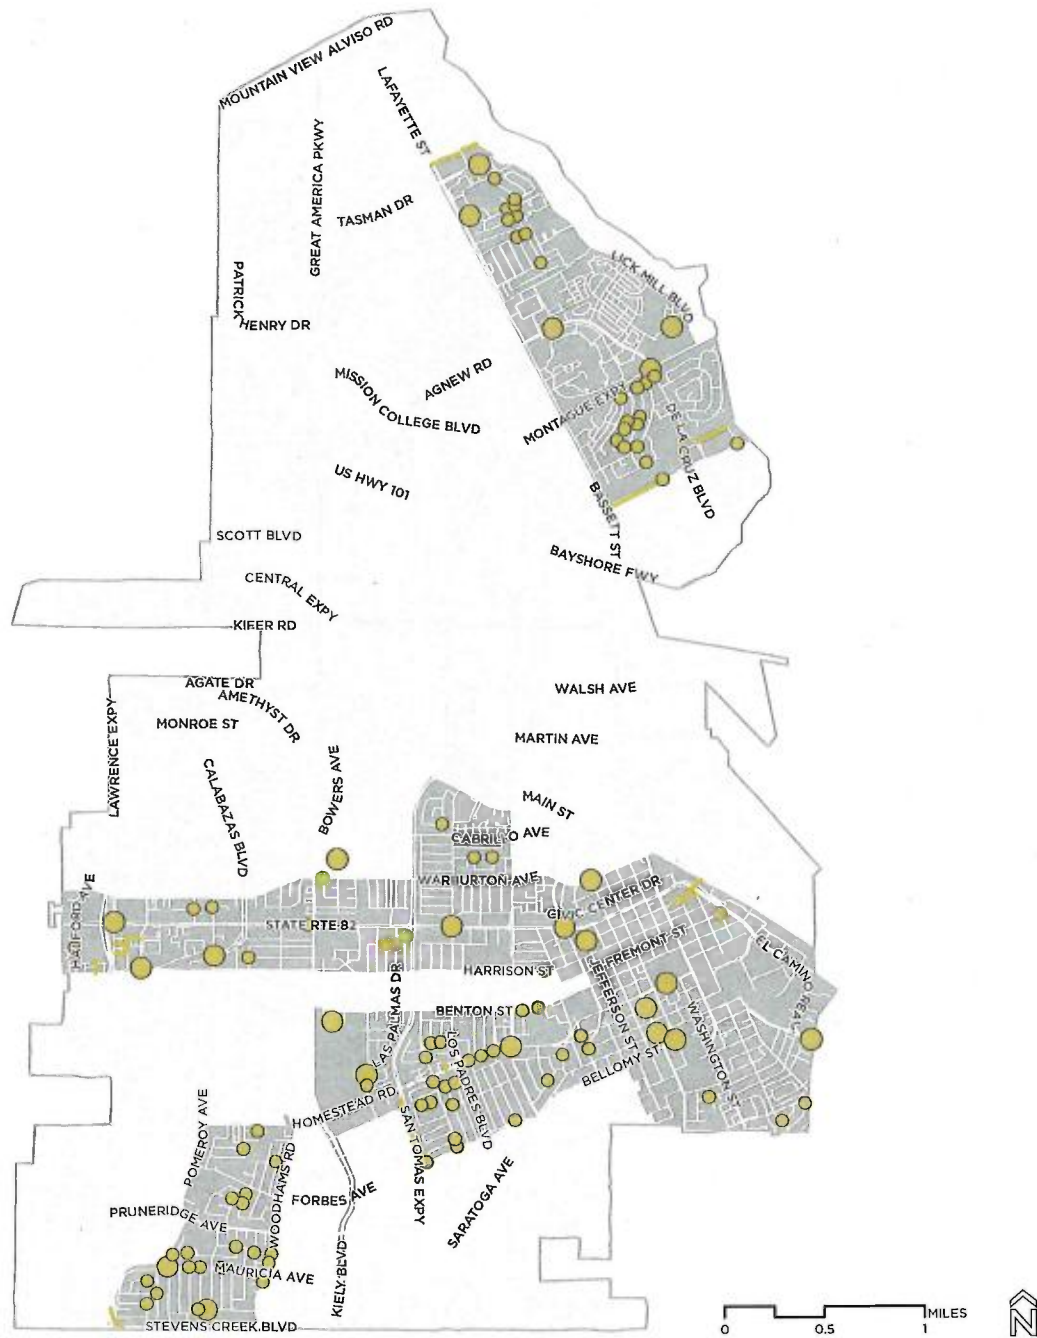 MOUNTAIN VIEW ALVISO RD
LAFAYETTE ST
GREAT AMERICA PKWY
TASMAN DR
LICK MILL BLVD
PATRICK
HENRY DR
MISSION COLLEGE BLVD
AGNEW RD
MONTAGUE EXPY
DE LA CRUZ BLVD
US HWY 101
BASSETT ST
SCOTT BLVD
BAYSHORE FWY
CENTRAL EXPY
KIFER RD
AGATE DR
AMETHYST DR
WALSH AVE
LAWRENCE EXPY
MONROE ST
MARTIN AVE
CALABAZAS BLVD
BOWERS AVE
MAIN ST
CABRILLO AVE
WARBURTON AVE
HALFORD AVE
STATE RTE 82
CIVIC CENTER DR
FREMONT ST
EL CAMINO REAL
HARRISON ST
JEFFERSON ST
BENTON ST
LAS PALMAS DR
LOS PADRES BLVD
WASHINGTON ST
BELLOMY ST
HOMESTEAD RD
POMEROY AVE
WOODHAMS RD
SAN TOMAS EXPY
SARATOGA AVE
FORBES AVE
PRUNERIDGE AVE
KIELY BLVD
MAURICIA AVE
STEVENS CREEK BLVD
MILES
0 0.5 1
N